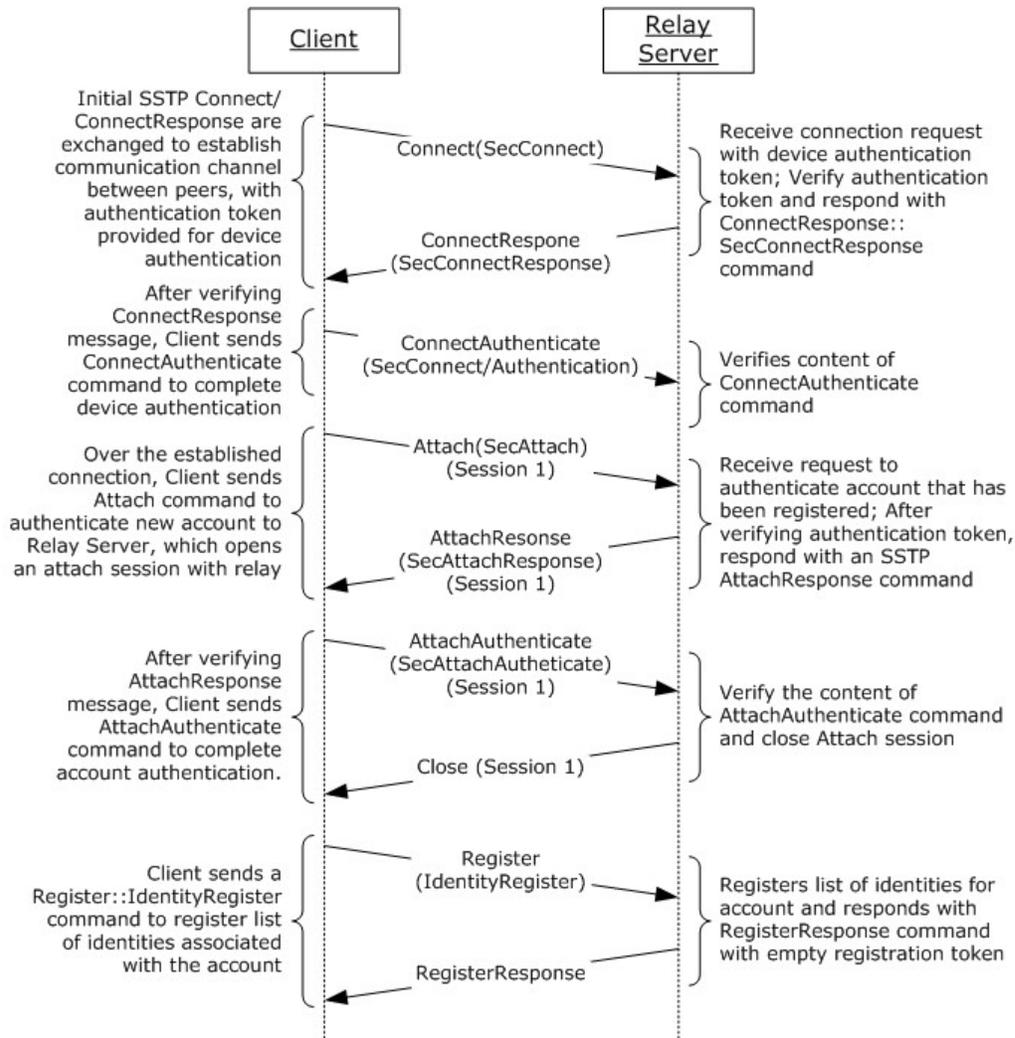 Client
Relay
Server
Initial SSTP Connect/
ConnectResponse are
exchanged to establish
communication channel
between peers, with
authentication token
provided for device
authentication
Connect(SecConnect)
Receive connection request
with device authentication
token; Verify authentication
token and respond with
ConnectResponse::
SecConnectResponse
command
ConnectRespone
(SecConnectResponse)
After verifying
ConnectResponse
message, Client sends
ConnectAuthenticate
command to complete
device authentication
ConnectAuthenticate
(SecConnect/Authentication)
Verifies content of
ConnectAuthenticate
command
Over the established
connection, Client sends
Attach command to
authenticate new account to
Relay Server, which opens
an attach session with relay
Attach(SecAttach)
(Session 1)
Receive request to
authenticate account that has
been registered; After
verifying authentication token,
respond with an SSTP
AttachResponse command
AttachResonse
(SecAttachResponse)
(Session 1)
After verifying
AttachResponse
message, Client sends
AttachAuthenticate
command to complete
account authentication.
AttachAuthenticate
(SecAttachAutheticate)
(Session 1)
Verify the content of
AttachAuthenticate command
and close Attach session
Close (Session 1)
Client sends a
Register::IdentityRegister
command to register list
of identities associated
with the account
Register
(IdentityRegister)
Registers list of identities for
account and responds with
RegisterResponse command
with empty registration token
RegisterResponse